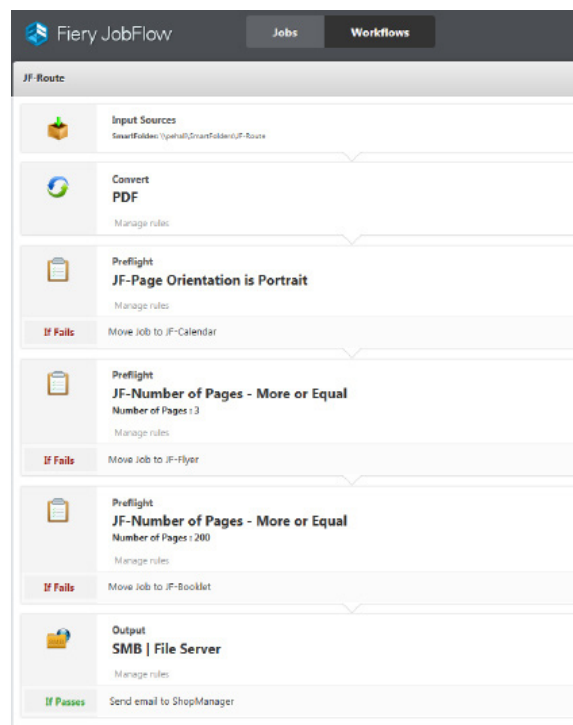 Fiery JobFlow
Jobs
Workflows
JF-Route
Input Sources
SmartFolder: \\pehall\SmartFolders\JF-Route
Convert
PDF
Manage rules
Preflight
JF-Page Orientation is Portrait
Manage rules
If Fails
Move Job to JF-Calendar
Preflight
JF-Number of Pages - More or Equal
Number of Pages : 3
Manage rules
If Fails
Move Job to JF-Flyer
Preflight
JF-Number of Pages - More or Equal
Number of Pages : 200
Manage rules
If Fails
Move Job to JF-Booklet
Output
SMB | File Server
Manage rules
If Passes
Send email to ShopManager